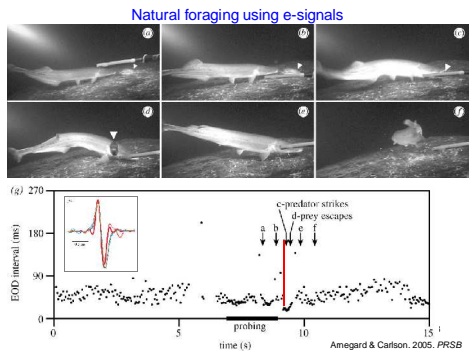 Natural foraging using e-signals
(a)
(b)
(c)
(d)
(e)
(f)
(g)
270
180
90
0
EOD interval (ms)
c-predator strikes
d-prey escapes
a b e f
0 5 10 15
probing
time (s)
Arnegard & Carlson. 2005. PRSB